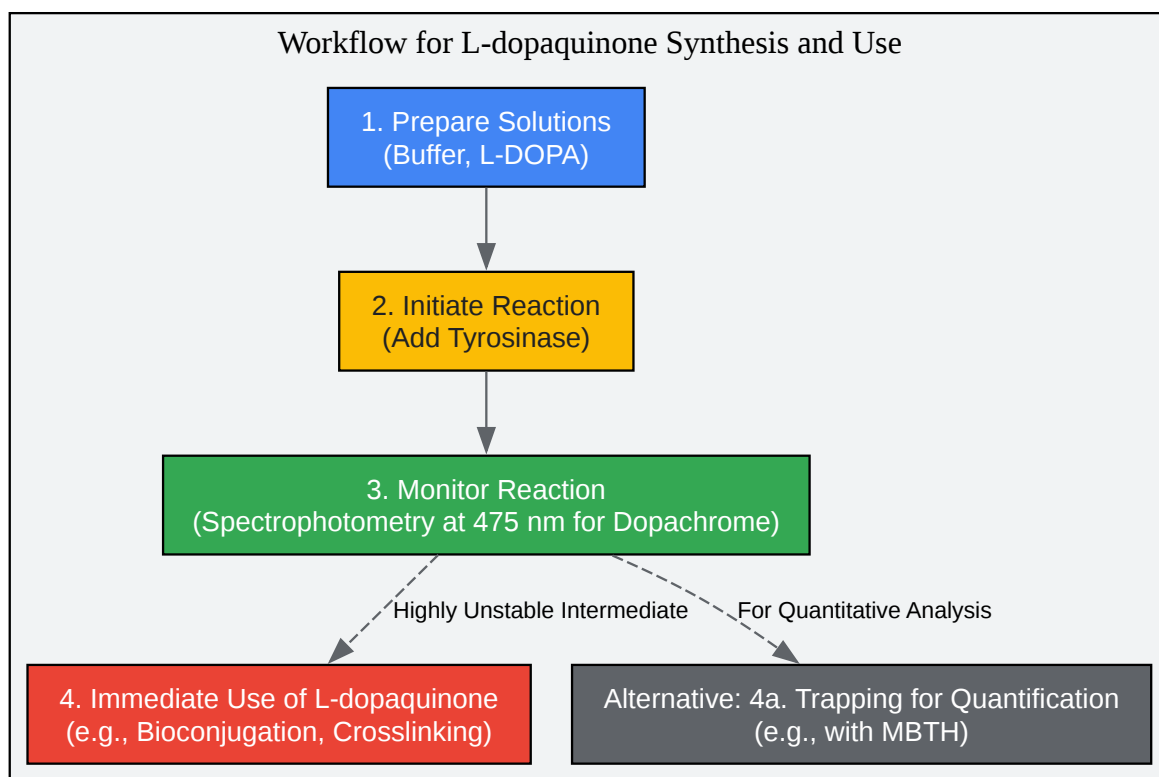 Workflow for L-dopaquinone Synthesis and Use
1. Prepare Solutions
(Buffer, L-DOPA)
2. Initiate Reaction
(Add Tyrosinase)
3. Monitor Reaction
(Spectrophotometry at 475 nm for Dopachrome)
Highly Unstable Intermediate
For Quantitative Analysis
4. Immediate Use of L-dopaquinone
(e.g., Bioconjugation, Crosslinking)
Alternative: 4a. Trapping for Quantification
(e.g., with MBTH)